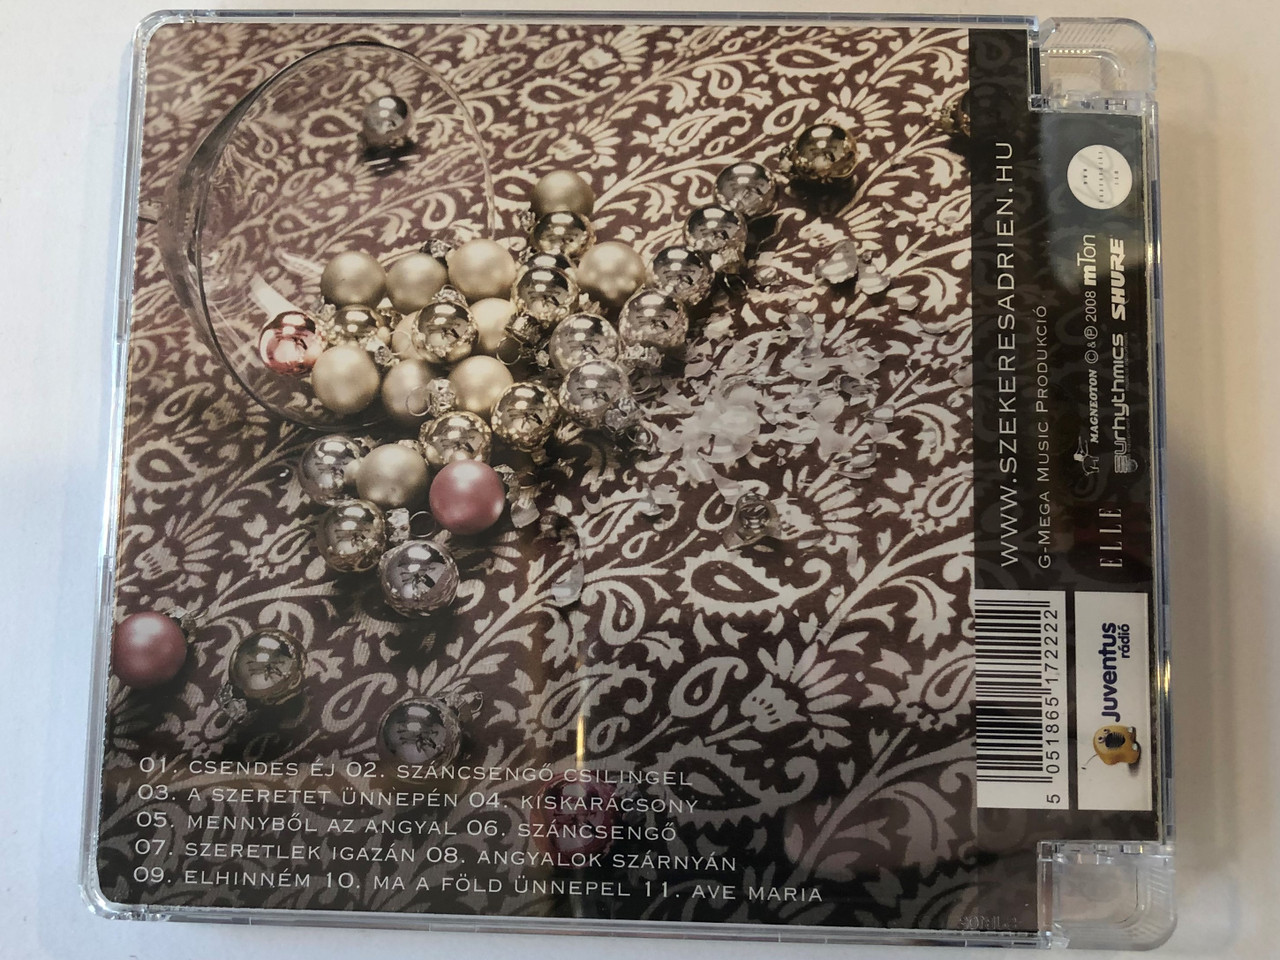 01. CSENDES ÉJ 02. SZÁNCSENGŐ CSILINGEL
03. A SZERETET ÜNNEPÉN 04. KISKARÁCSONY
05. MENNYBŐL AZ ANGYAL 06. SZÁNCSENGŐ
07. SZERETLEK IGAZÁN 08. ANGYALOK SZÁRNYÁN
09. ELHINNÉM 10. MA A FÖLD ÜNNEPEL 11. AVE MARIA
WWW.SZEKERESADRIEN.HU
G-MEGA MUSIC PRODUKCIÓ
MAGNEOTON ©&℗ 2008 mTon
ELLE eurhythmics SHURE
5 051865 172222
juventus
rádió